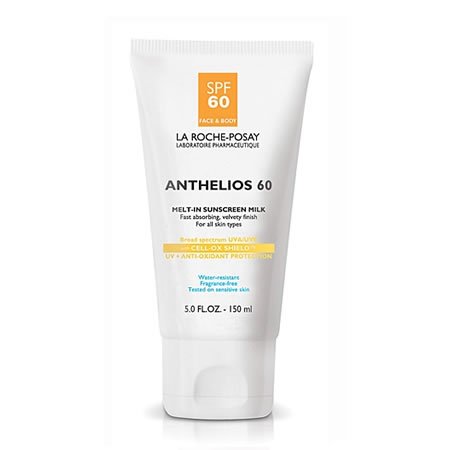 SPF
60
FACE & BODY
LA ROCHE-POSAY
LABORATOIRE PHARMACEUTIQUE
ANTHELIOS 60
MELT-IN SUNSCREEN MILK
Fast absorbing, velvety finish
For all skin types
Broad spectrum UVA/UVB
CELL-OX SHIELD
UV + ANTI-OXIDANT PROTECTION
Water-resistant
Fragrance-free
Tested on sensitive skin
5.0 FL.OZ. - 150 ml